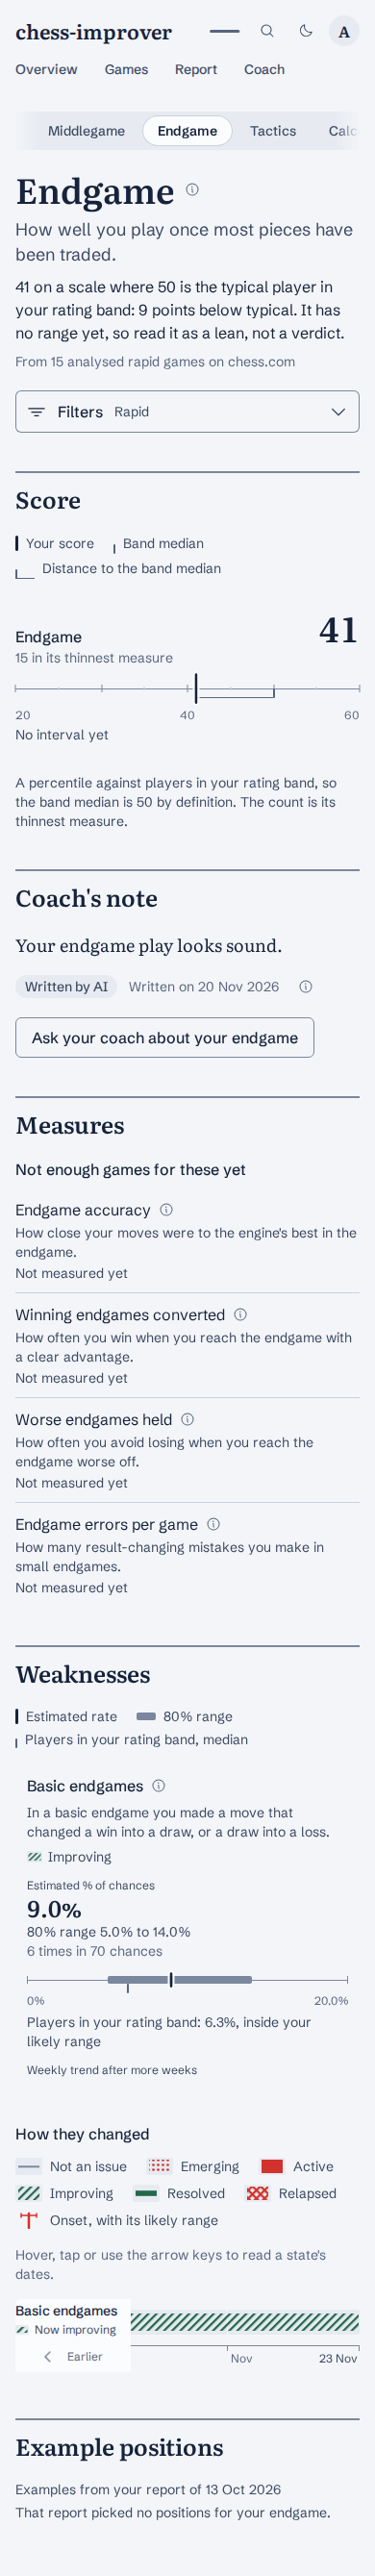 chess-improver
A
Overview Games Report Coach
Middlegame Endgame Tactics Calc
Endgame
How well you play once most pieces have
been traded.
41 on a scale where 50 is the typical player in
your rating band: 9 points below typical. It has
no range yet, so read it as a lean, not a verdict.
From 15 analysed rapid games on chess.com
Filters Rapid
Score
Your score Band median
Distance to the band median
Endgame 41
15 in its thinnest measure
20 40 60
No interval yet
A percentile against players in your rating band, so
the band median is 50 by definition. The count is its
thinnest measure.
Coach's note
Your endgame play looks sound.
Written by AI Written on 20 Nov 2026
Ask your coach about your endgame
Measures
Not enough games for these yet
Endgame accuracy
How close your moves were to the engine's best in the
endgame.
Not measured yet
Winning endgames converted
How often you win when you reach the endgame with
a clear advantage.
Not measured yet
Worse endgames held
How often you avoid losing when you reach the
endgame worse off.
Not measured yet
Endgame errors per game
How many result-changing mistakes you make in
small endgames.
Not measured yet
Weaknesses
Estimated rate 80% range
Players in your rating band, median
Basic endgames
In a basic endgame you made a move that
changed a win into a draw, or a draw into a loss.
Improving
Estimated % of chances
9.0%
80% range 5.0% to 14.0%
6 times in 70 chances
0% 20.0%
Players in your rating band: 6.3%, inside your
likely range
Weekly trend after more weeks
How they changed
Not an issue Emerging Active
Improving Resolved Relapsed
Onset, with its likely range
Hover, tap or use the arrow keys to read a state's
dates.
Basic endgames
Now improving
Earlier Nov 23 Nov
Example positions
Examples from your report of 13 Oct 2026
That report picked no positions for your endgame.